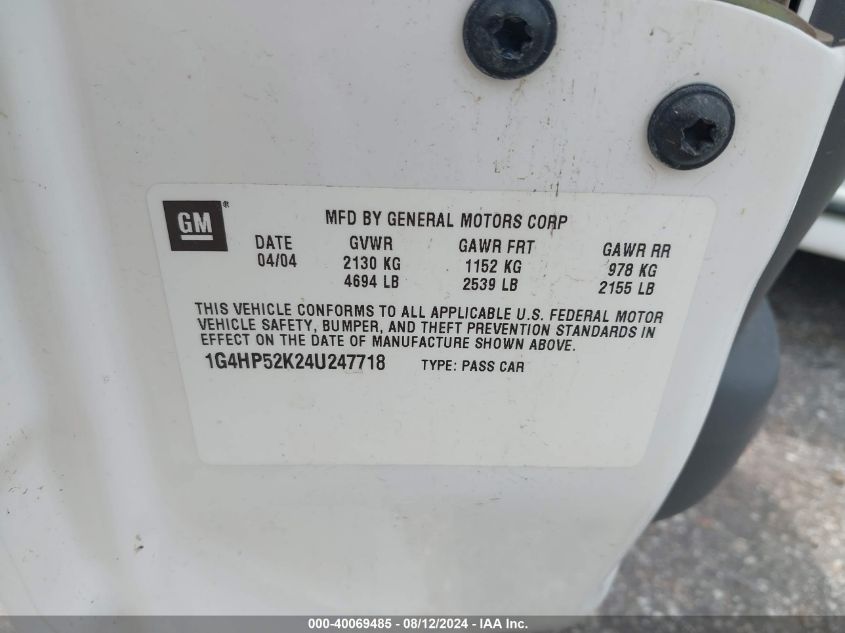 GM®
MFD BY GENERAL MOTORS CORP
DATE GVWR GAWR FRT GAWR RR
04/04 2130 KG 1152 KG 978 KG
4694 LB 2539 LB 2155 LB
THIS VEHICLE CONFORMS TO ALL APPLICABLE U.S. FEDERAL MOTOR
VEHICLE SAFETY, BUMPER, AND THEFT PREVENTION STANDARDS IN
EFFECT ON THE DATE OF MANUFACTURE SHOWN ABOVE.
1G4HP52K24U247718 TYPE: PASS CAR
000-40069485 - 08/12/2024 - IAA Inc.